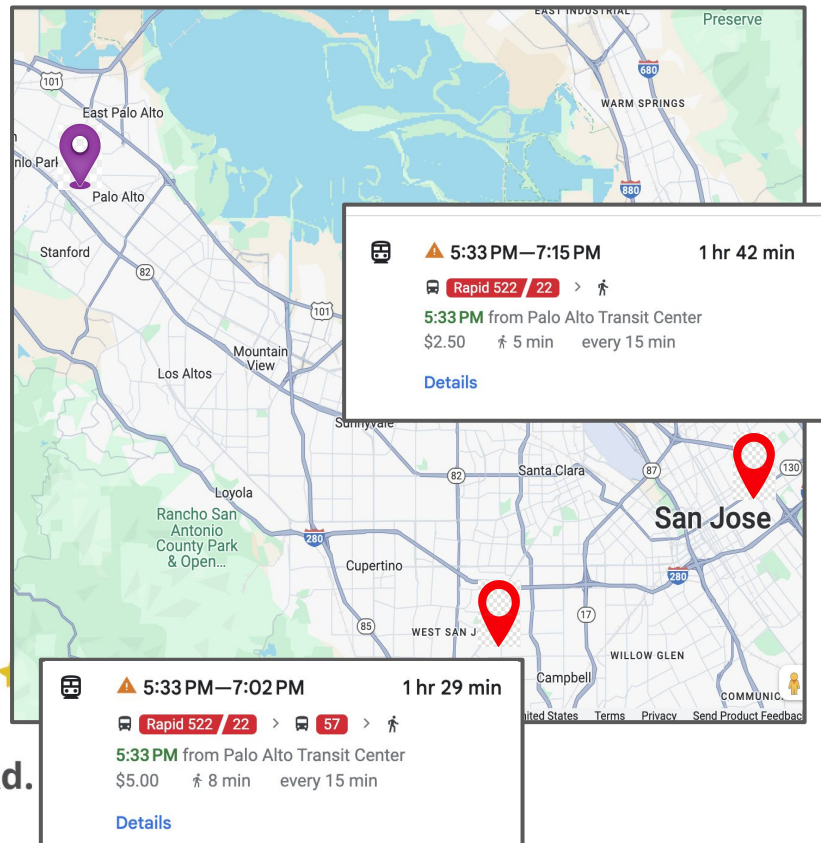 EAST INDUSTRIAL
Preserve
680
101
WARM SPRINGS
East Palo Alto
880
Palo Alto
Stanford
82
5:33 PM—7:15 PM 1 hr 42 min
Rapid 522 / 22 >
5:33 PM from Palo Alto Transit Center
$2.50 5 min every 15 min
Details
101
Mountain
View
Los Altos
Sunnyvale
82
Santa Clara
87
130
Loyola
San Jose
Rancho San
Antonio
County Park
& Open...
280
Cupertino
280
85
17
WEST SAN J
WILLOW GLEN
Campbell
COMMUNIC
nited States Terms Privacy Send Product Feedbac
5:33 PM—7:02 PM 1 hr 29 min
Rapid 522 / 22 > 57 >
5:33 PM from Palo Alto Transit Center
$5.00 8 min every 15 min
Details
d.